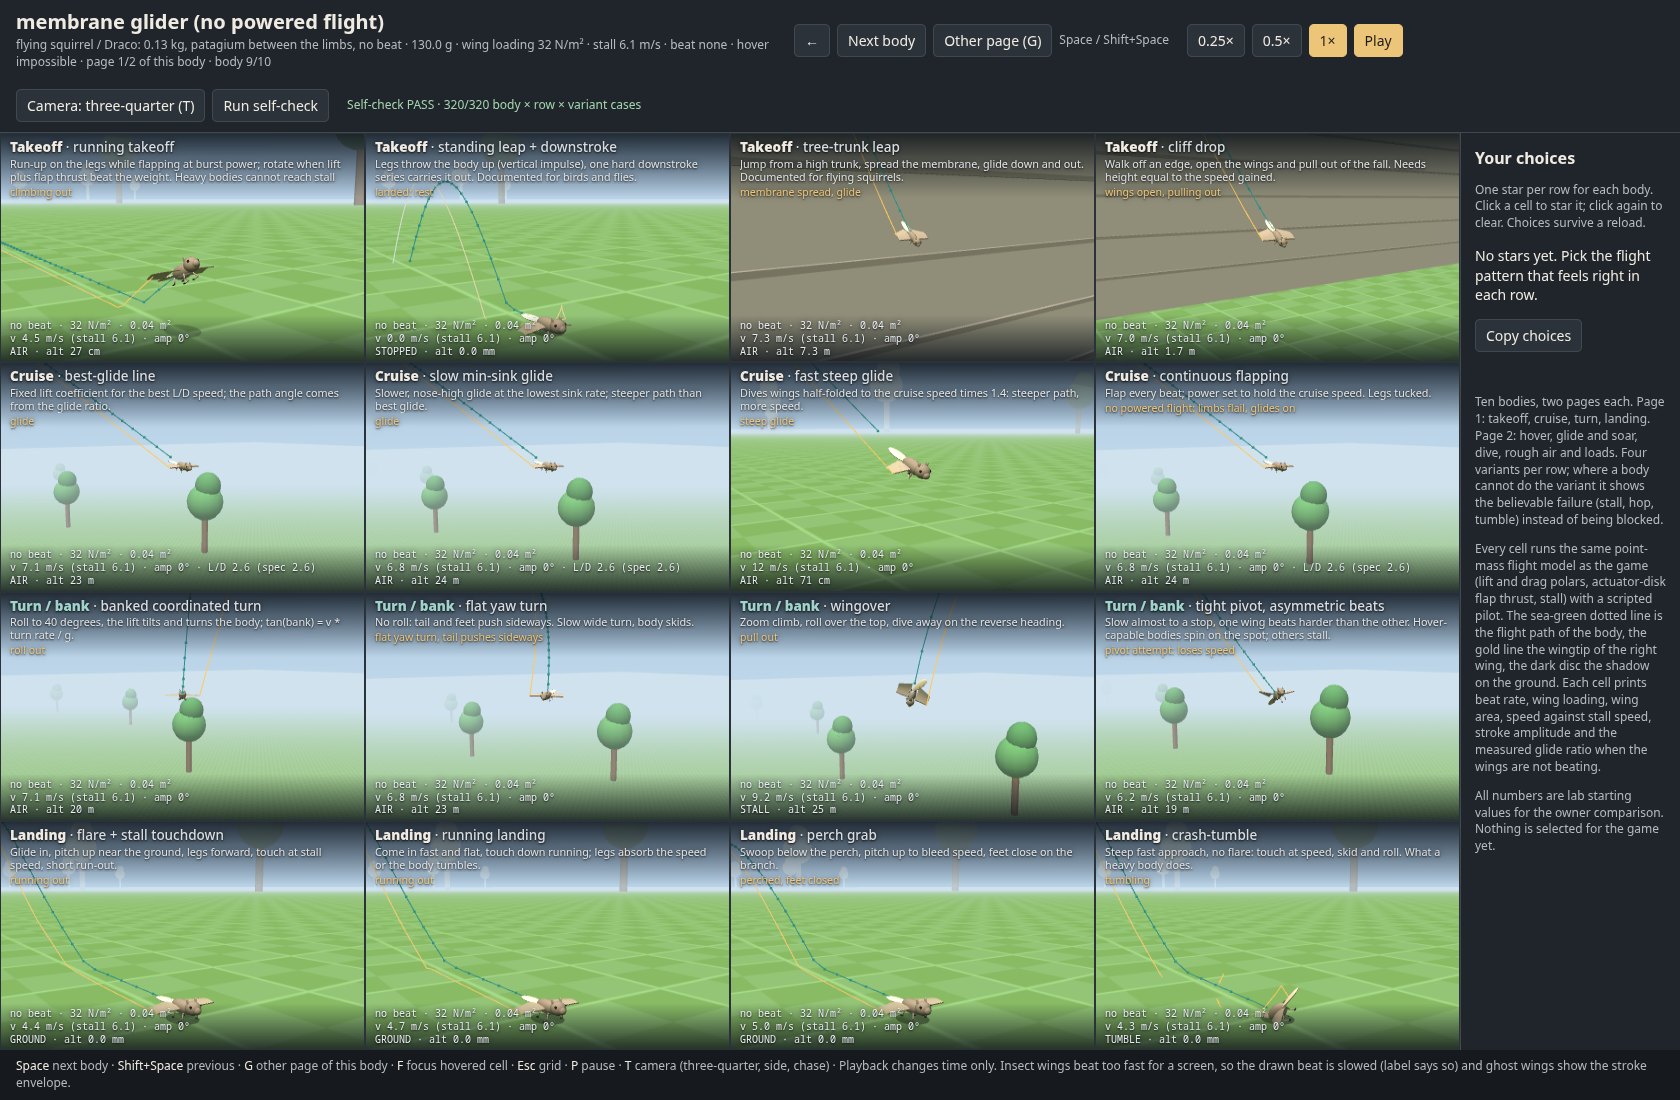 membrane glider (no powered flight)
flying squirrel / Draco: 0.13 kg, patagium between the limbs, no beat · 130.0 g · wing loading 32 N/m² · stall 6.1 m/s · beat none · hover
impossible · page 1/2 of this body · body 9/10
← Next body Other page (G) Space / Shift+Space 0.25× 0.5× 1× Play
Camera: three-quarter (T) Run self-check Self-check PASS · 320/320 body × row × variant cases
Takeoff · running takeoff
Run-up on the legs while flapping at burst power; rotate when lift
plus flap thrust beat the weight. Heavy bodies cannot reach stall
climbing out
no beat · 32 N/m² · 0.04 m²
v 4.5 m/s (stall 6.1) · amp 0°
AIR · alt 27 cm
Takeoff · standing leap + downstroke
Legs throw the body up (vertical impulse), one hard downstroke
series carries it out. Documented for birds and flies.
landed: rest
no beat · 32 N/m² · 0.04 m²
v 0.0 m/s (stall 6.1) · amp 0°
STOPPED · alt 0.0 mm
Takeoff · tree-trunk leap
Jump from a high trunk, spread the membrane, glide down and out.
Documented for flying squirrels.
membrane spread, glide
no beat · 32 N/m² · 0.04 m²
v 7.3 m/s (stall 6.1) · amp 0°
AIR · alt 7.3 m
Takeoff · cliff drop
Walk off an edge, open the wings and pull out of the fall. Needs
height equal to the speed gained.
wings open, pulling out
no beat · 32 N/m² · 0.04 m²
v 7.0 m/s (stall 6.1) · amp 0°
AIR · alt 1.7 m
Cruise · best-glide line
Fixed lift coefficient for the best L/D speed; the path angle comes
from the glide ratio.
glide
no beat · 32 N/m² · 0.04 m²
v 7.1 m/s (stall 6.1) · amp 0° · L/D 2.6 (spec 2.6)
AIR · alt 23 m
Cruise · slow min-sink glide
Slower, nose-high glide at the lowest sink rate; steeper path than
best glide.
glide
no beat · 32 N/m² · 0.04 m²
v 6.8 m/s (stall 6.1) · amp 0° · L/D 2.6 (spec 2.6)
AIR · alt 24 m
Cruise · fast steep glide
Dives wings half-folded to the cruise speed times 1.4: steeper path,
more speed.
steep glide
no beat · 32 N/m² · 0.04 m²
v 12 m/s (stall 6.1) · amp 0°
AIR · alt 71 cm
Cruise · continuous flapping
Flap every beat, power set to hold the cruise speed. Legs tucked.
no powered flight: limbs flail, glides on
no beat · 32 N/m² · 0.04 m²
v 6.8 m/s (stall 6.1) · amp 0° · L/D 2.6 (spec 2.6)
AIR · alt 24 m
Turn / bank · banked coordinated turn
Roll to 40 degrees, the lift tilts and turns the body; tan(bank) = v *
turn rate / g.
roll out
no beat · 32 N/m² · 0.04 m²
v 7.1 m/s (stall 6.1) · amp 0°
AIR · alt 20 m
Turn / bank · flat yaw turn
No roll: tail and feet push sideways. Slow wide turn, body skids.
flat yaw turn, tail pushes sideways
no beat · 32 N/m² · 0.04 m²
v 6.8 m/s (stall 6.1) · amp 0°
AIR · alt 23 m
Turn / bank · wingover
Zoom climb, roll over the top, dive away on the reverse heading.
pull out
no beat · 32 N/m² · 0.04 m²
v 9.2 m/s (stall 6.1) · amp 0°
STALL · alt 25 m
Turn / bank · tight pivot, asymmetric beats
Slow almost to a stop, one wing beats harder than the other. Hover-
capable bodies spin on the spot; others stall.
pivot attempt: loses speed
no beat · 32 N/m² · 0.04 m²
v 6.2 m/s (stall 6.1) · amp 0°
AIR · alt 19 m
Landing · flare + stall touchdown
Glide in, pitch up near the ground, legs forward, touch at stall
speed, short run-out.
running out
no beat · 32 N/m² · 0.04 m²
v 4.4 m/s (stall 6.1) · amp 0°
GROUND · alt 0.0 mm
Landing · running landing
Come in fast and flat, touch down running; legs absorb the speed
or the body tumbles.
running out
no beat · 32 N/m² · 0.04 m²
v 4.7 m/s (stall 6.1) · amp 0°
GROUND · alt 0.0 mm
Landing · perch grab
Swoop below the perch, pitch up to bleed speed, feet close on the
branch.
perched, feet closed
no beat · 32 N/m² · 0.04 m²
v 5.0 m/s (stall 6.1) · amp 0°
GROUND · alt 0.0 mm
Landing · crash-tumble
Steep fast approach, no flare: touch at speed, skid and roll. What a
heavy body does.
tumbling
no beat · 32 N/m² · 0.04 m²
v 4.3 m/s (stall 6.1) · amp 0°
TUMBLE · alt 0.0 mm
Your choices
One star per row for each body.
Click a cell to star it; click again to
clear. Choices survive a reload.
No stars yet. Pick the flight
pattern that feels right in
each row.
Copy choices
Ten bodies, two pages each. Page
1: takeoff, cruise, turn, landing.
Page 2: hover, glide and soar,
dive, rough air and loads. Four
variants per row; where a body
cannot do the variant it shows
the believable failure (stall, hop,
tumble) instead of being blocked.
Every cell runs the same point-
mass flight model as the game
(lift and drag polars, actuator-disk
flap thrust, stall) with a scripted
pilot. The sea-green dotted line is
the flight path of the body, the
gold line the wingtip of the right
wing, the dark disc the shadow
on the ground. Each cell prints
beat rate, wing loading, wing
area, speed against stall speed,
stroke amplitude and the
measured glide ratio when the
wings are not beating.
All numbers are lab starting
values for the owner comparison.
Nothing is selected for the game
yet.
Space next body · Shift+Space previous · G other page of this body · F focus hovered cell · Esc grid · P pause · T camera (three-quarter, side, chase) · Playback changes time only. Insect wings beat too fast for a screen, so the drawn beat is slowed (label says so) and ghost wings show the stroke
envelope.